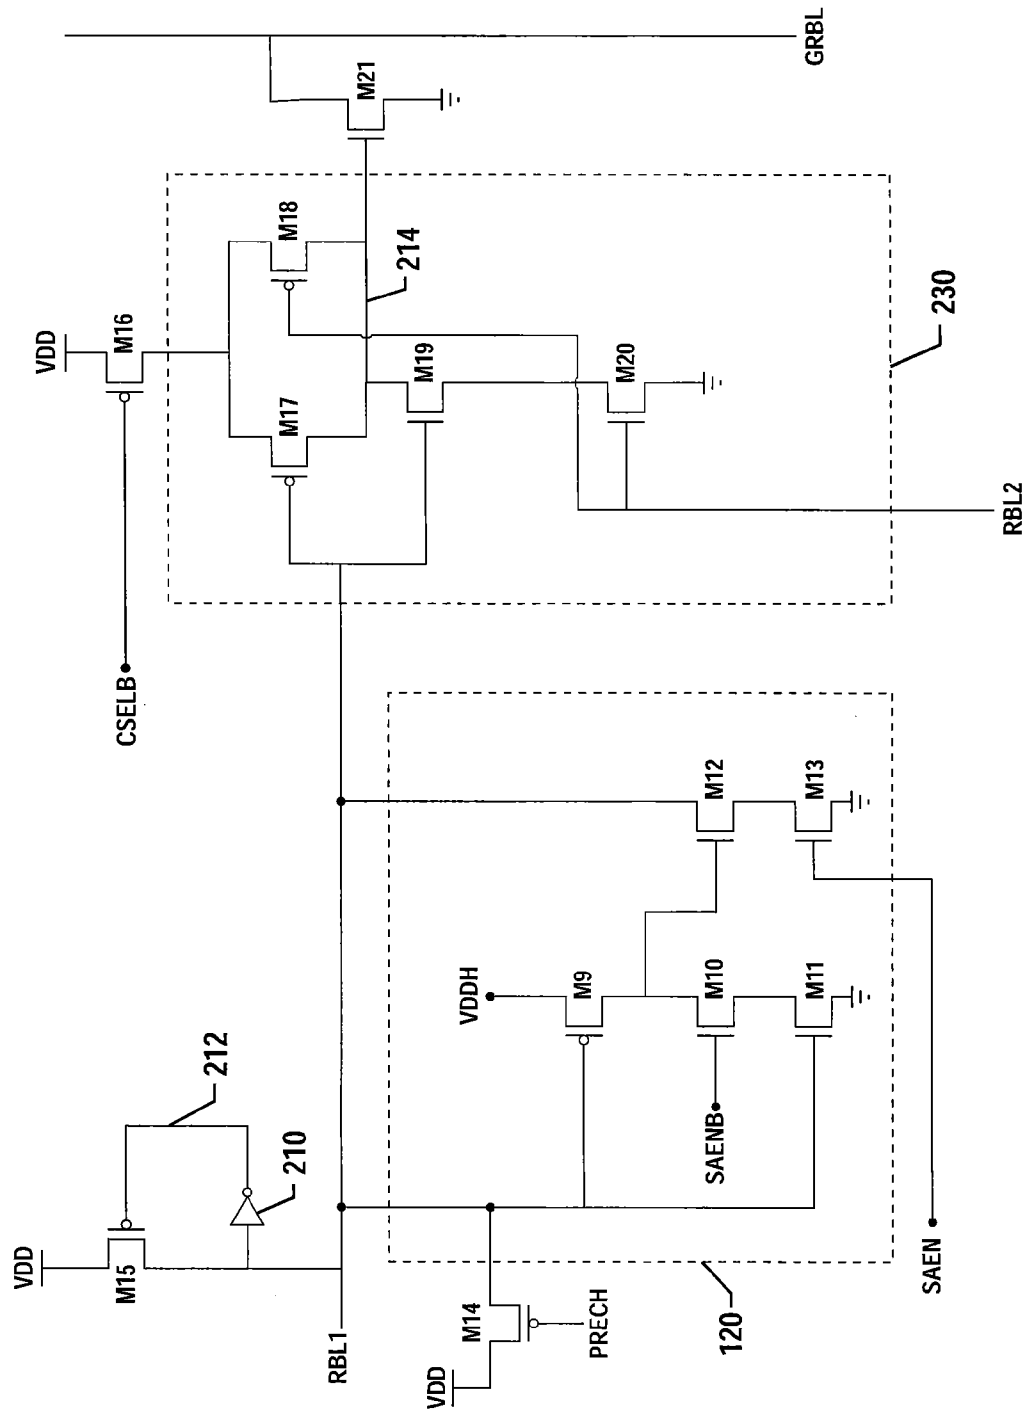 VDD
M15
212
210
RBL1
VDD
M14
PRECH
120
SAEN
VDDH
M9
M10
M11
SAENB
M12
M13
CSELB
VDD
M16
M17
M18
214
M19
M20
230
RBL2
M21
GRBL